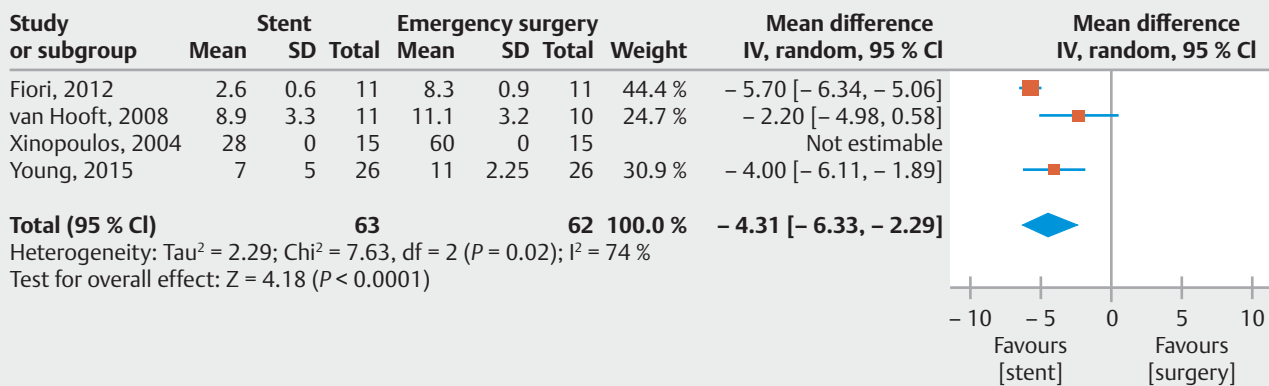 Study Stent Emergency surgery Mean difference Mean difference
or subgroup Mean SD Total Mean SD Total Weight IV, random, 95 % CI IV, random, 95 % CI
Fiori, 2012 2.6 0.6 11 8.3 0.9 11 44.4 % – 5.70 [– 6.34, – 5.06]
van Hooft, 2008 8.9 3.3 11 11.1 3.2 10 24.7 % – 2.20 [– 4.98, 0.58]
Xinopoulos, 2004 28 0 15 60 0 15 Not estimable
Young, 2015 7 5 26 11 2.25 26 30.9 % – 4.00 [– 6.11, – 1.89]
Total (95 % CI) 63 62 100.0 % – 4.31 [– 6.33, – 2.29]
Heterogeneity: Tau² = 2.29; Chi² = 7.63, df = 2 (P = 0.02); I² = 74 %
Test for overall effect: Z = 4.18 (P < 0.0001)
– 10 – 5 0 5 10
Favours Favours
[stent] [surgery]